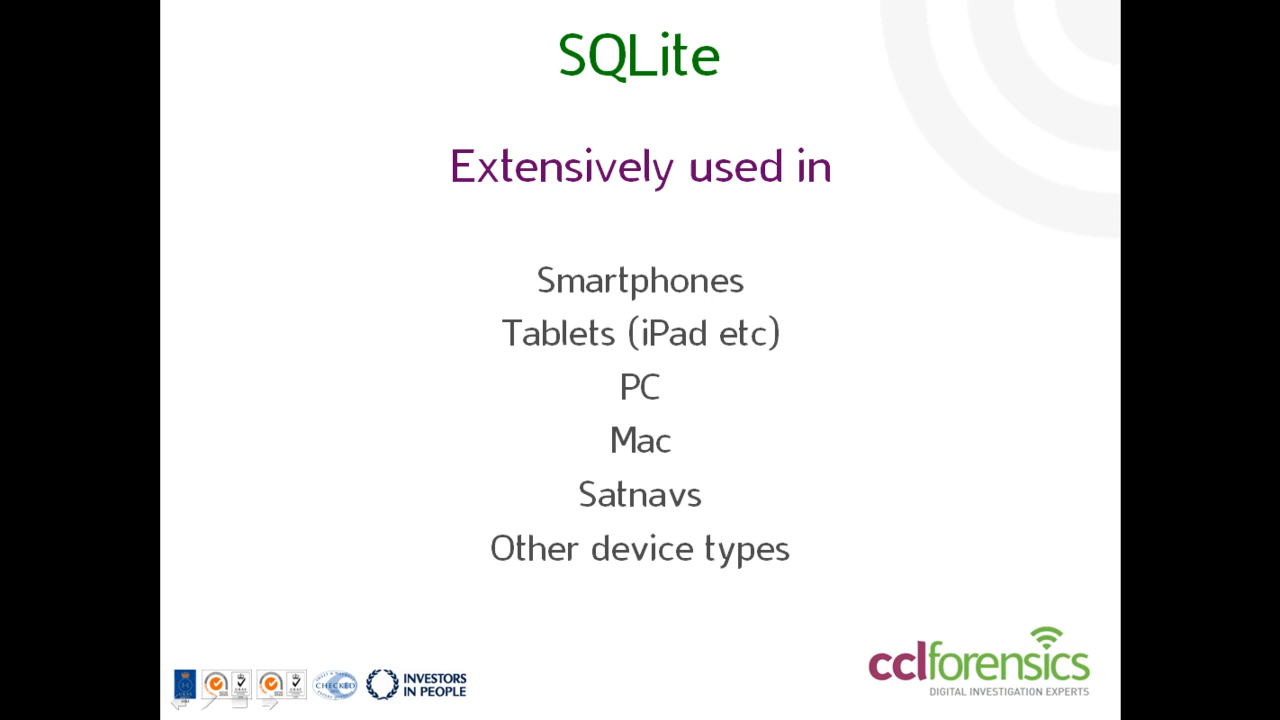 SQLite
Extensively used in
Smartphones
Tablets (iPad etc)
PC
Mac
Satnavs
Other device types
CHECKED
INVESTORS
IN PEOPLE
cclforensics
DIGITAL INVESTIGATION EXPERTS